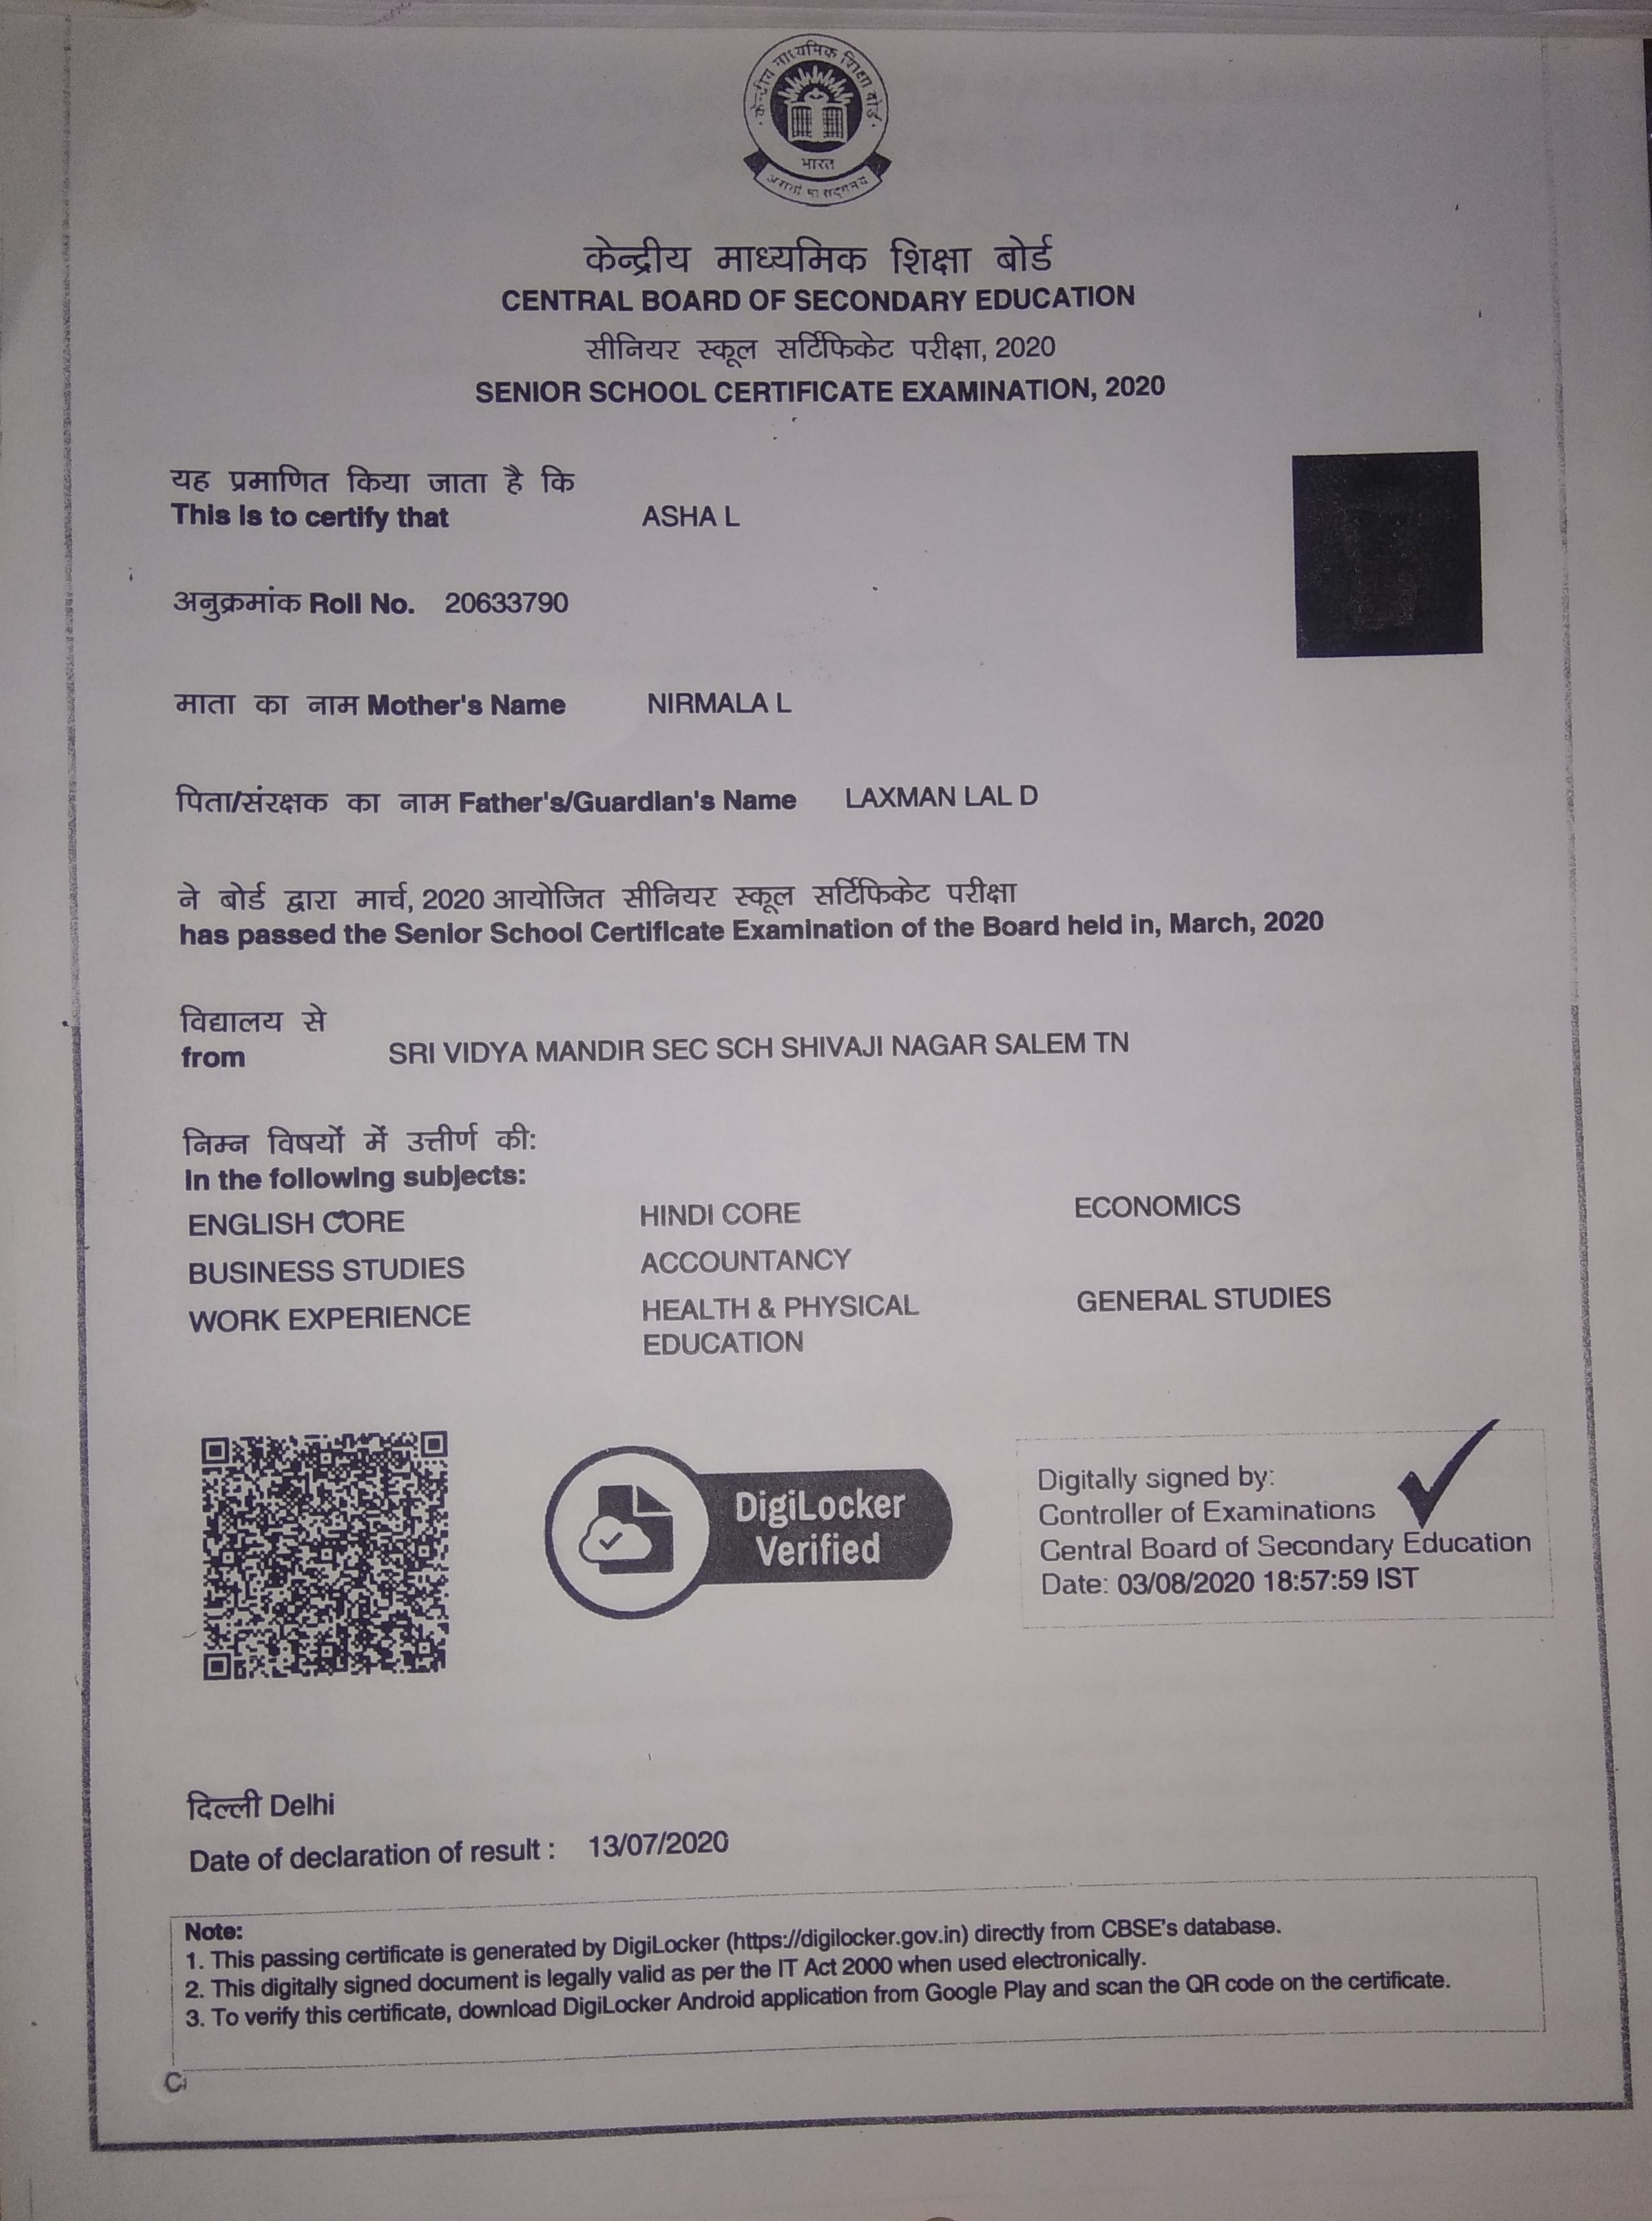 केन्द्रीय माध्यमिक शिक्षा बोर्ड
भारत
असतो मा सद्गमय
केन्द्रीय माध्यमिक शिक्षा बोर्ड
CENTRAL BOARD OF SECONDARY EDUCATION
सीनियर स्कूल सर्टिफिकेट परीक्षा, 2020
SENIOR SCHOOL CERTIFICATE EXAMINATION, 2020
यह प्रमाणित किया जाता है कि
This is to certify that ASHA L
अनुक्रमांक Roll No. 20633790
माता का नाम Mother's Name NIRMALA L
पिता/संरक्षक का नाम Father's/Guardian's Name LAXMAN LAL D
ने बोर्ड द्वारा मार्च, 2020 आयोजित सीनियर स्कूल सर्टिफिकेट परीक्षा
has passed the Senior School Certificate Examination of the Board held in, March, 2020
विद्यालय से
from SRI VIDYA MANDIR SEC SCH SHIVAJI NAGAR SALEM TN
निम्न विषयों में उत्तीर्ण की:
In the following subjects:
ENGLISH CORE HINDI CORE ECONOMICS
BUSINESS STUDIES ACCOUNTANCY
WORK EXPERIENCE HEALTH & PHYSICAL GENERAL STUDIES
EDUCATION
DigiLocker
Verified
Digitally signed by:
Controller of Examinations
Central Board of Secondary Education
Date: 03/08/2020 18:57:59 IST
दिल्ली Delhi
Date of declaration of result : 13/07/2020
Note:
1. This passing certificate is generated by DigiLocker (https://digilocker.gov.in) directly from CBSE's database.
2. This digitally signed document is legally valid as per the IT Act 2000 when used electronically.
3. To verify this certificate, download DigiLocker Android application from Google Play and scan the QR code on the certificate.